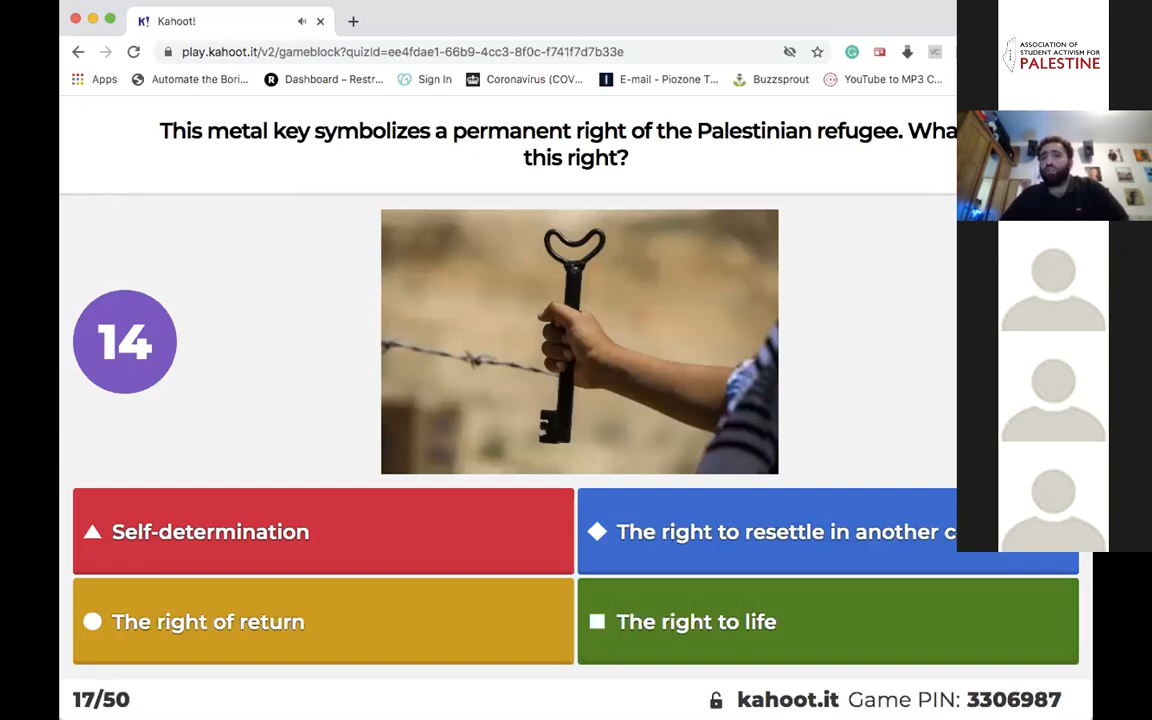 Kahoot!
play.kahoot.it/v2/gameblock?quizid=ee4fdae1-66b9-4cc3-8f0c-f741f7d7b33e
Apps
Automate the Bori...
Dashboard – Restr...
Sign In
Coronavirus (COV...
E-mail - Piozone T...
Buzzsprout
YouTube to MP3 C...
ASSOCIATION OF
STUDENT ACTIVISM FOR
PALESTINE
This metal key symbolizes a permanent right of the Palestinian refugee. Wha
this right?
14
Self-determination
The right to resettle in another c
The right of return
The right to life
17/50
kahoot.it Game PIN: 3306987